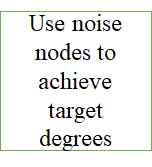 Use noise
nodes to
achieve
target
degrees